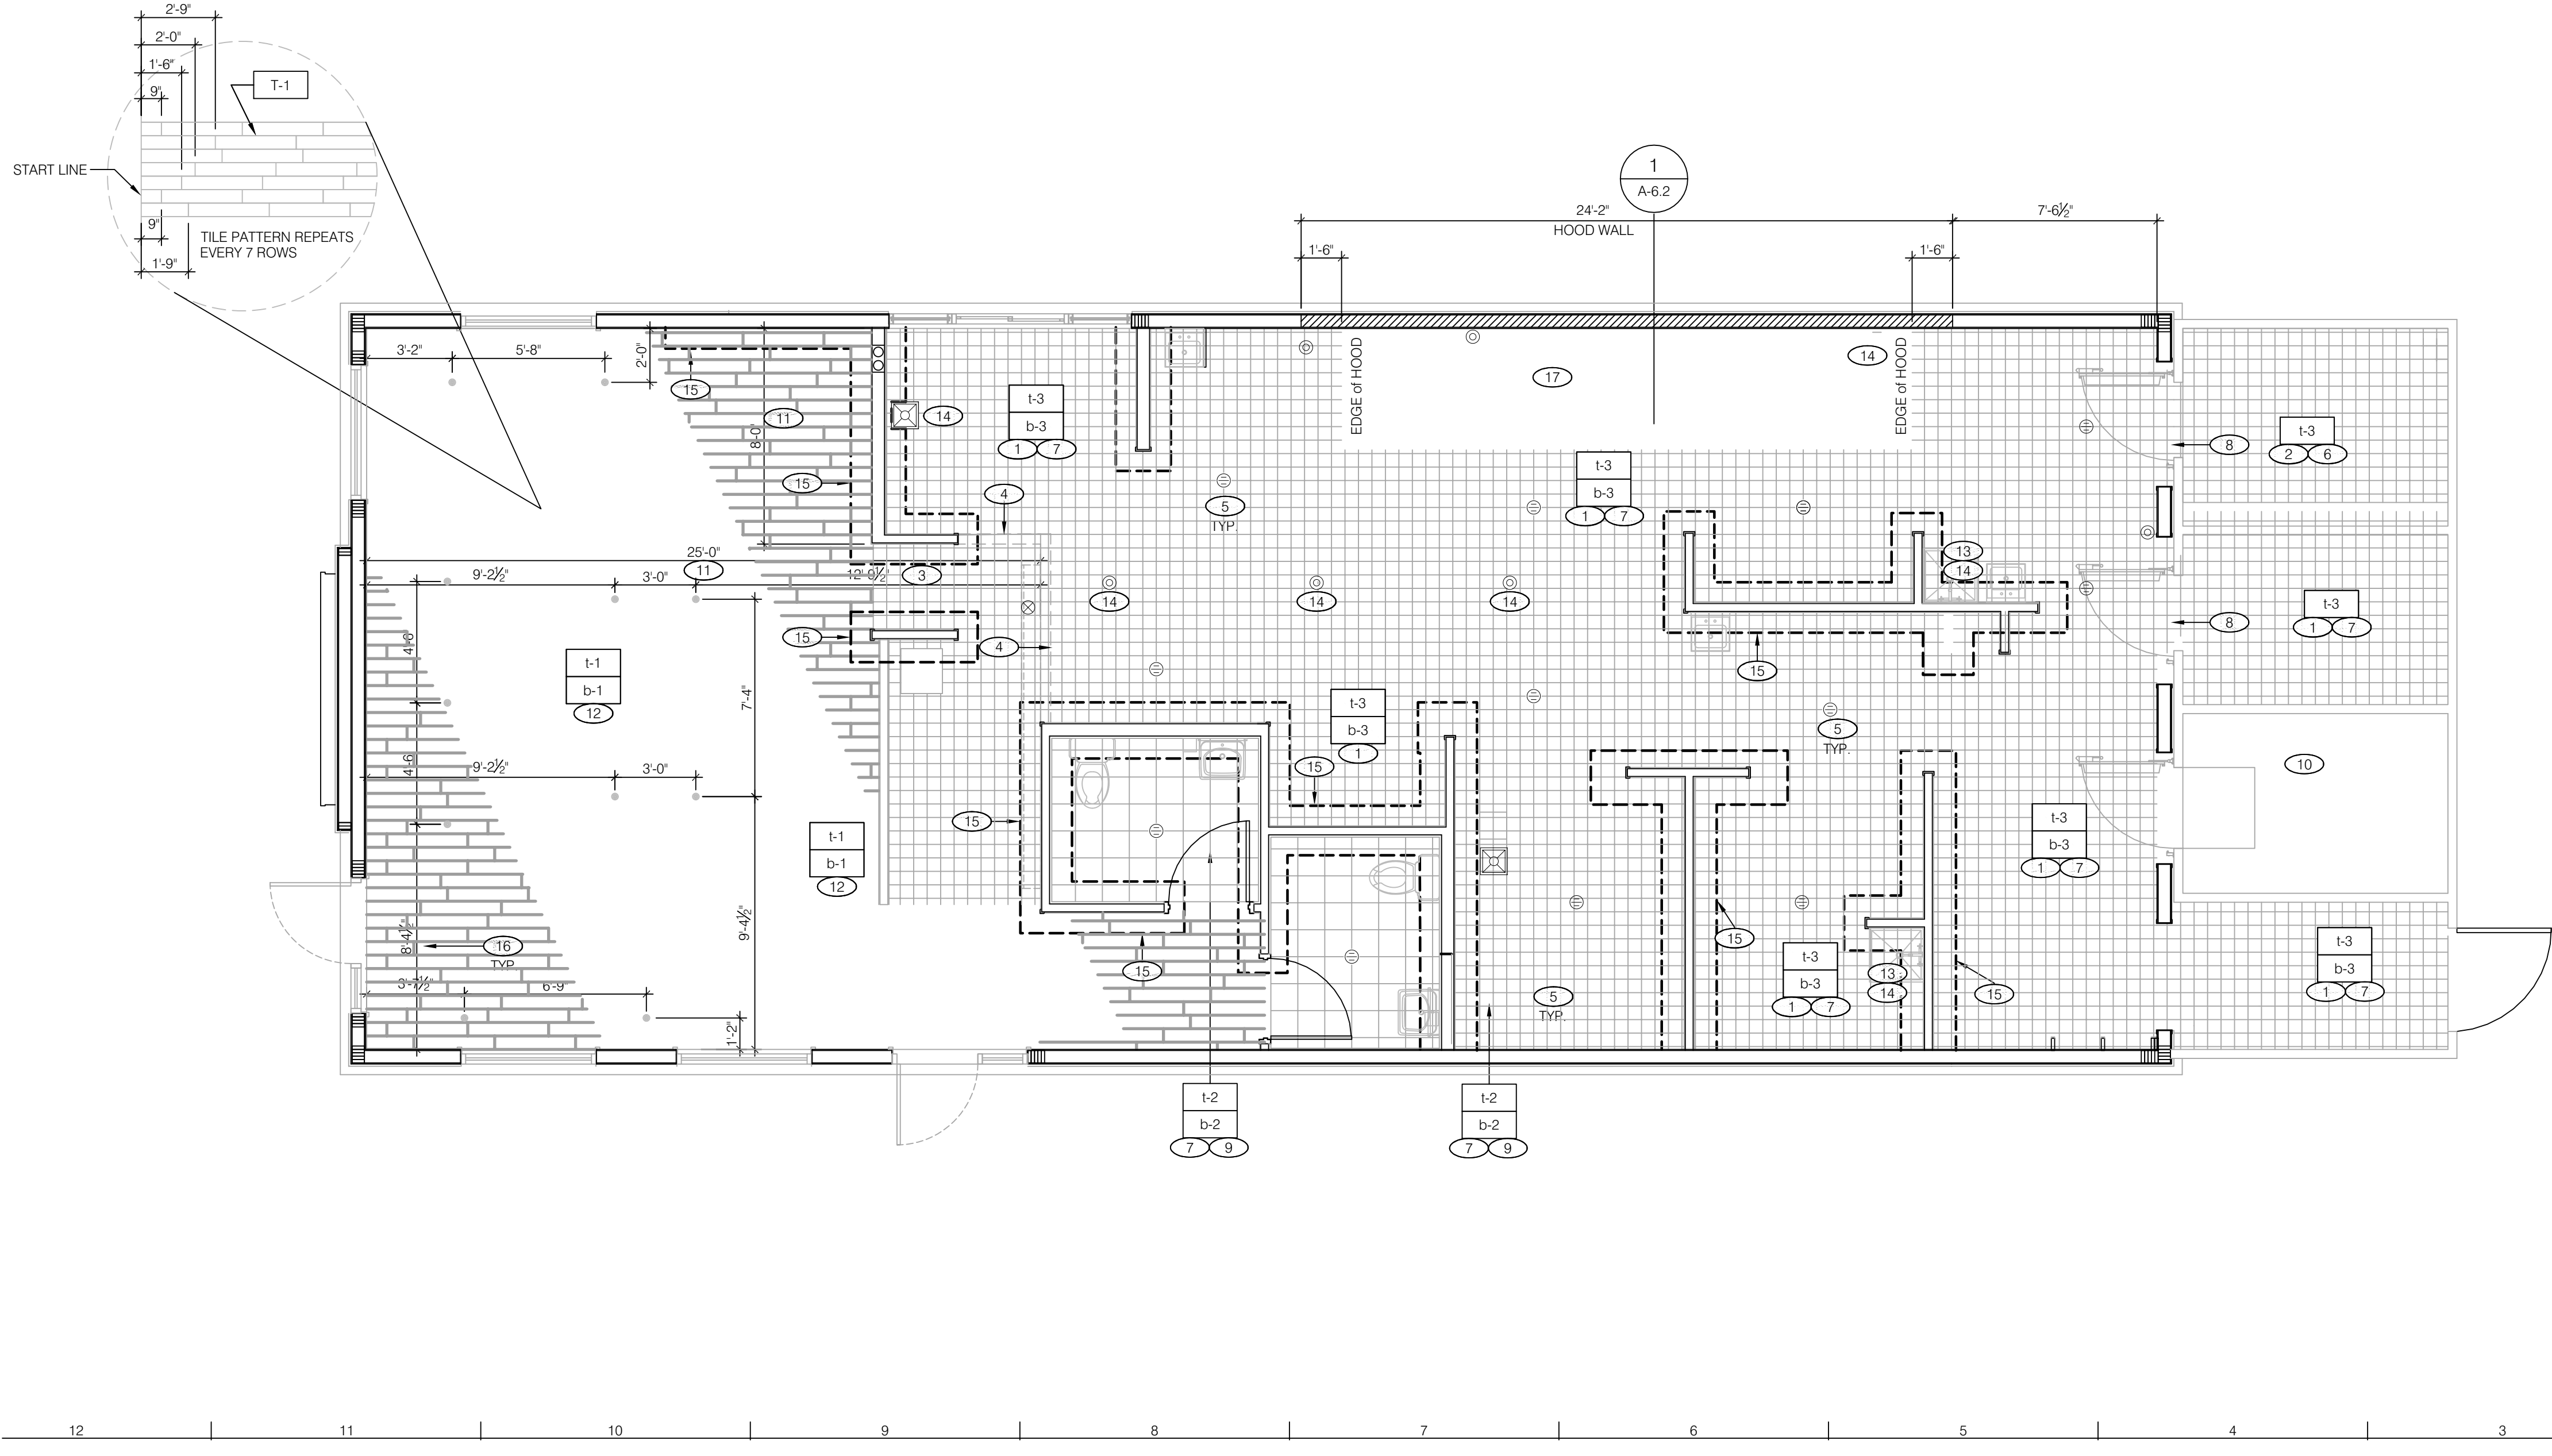 2'-9"
2'-0"
1'-6"
9"
T-1
START LINE
9"
TILE PATTERN REPEATS
EVERY 7 ROWS
1'-9"
1
A-6.2
24'-2"
7'-6½"
HOOD WALL
1'-6"
1'-6"
3'-2"
5'-8"
2'-0"
15
11
8'-0"
14
t-3
b-3
1 7
EDGE of HOOD
17
14
EDGE of HOOD
8
t-3
2 6
15
4
5
TYP.
t-3
b-3
1 7
25'-0"
11
9'-2½"
3'-0"
12'-9½"
3
14
14
14
13
14
t-3
1 7
8
4'-6"
15
4
15
t-1
b-1
12
7'-4"
t-3
b-3
1
5
TYP.
10
4'-6"
9'-2½"
3'-0"
15
15
t-1
b-1
12
t-3
b-3
1 7
8'-4½"
16
TYP.
9'-4½"
15
15
t-3
b-3
1 7
13
14
15
t-3
b-3
1 7
3'-7½"
6'-9"
1'-2"
5
TYP.
t-2
b-2
7 9
t-2
b-2
7 9
12 11 10 9 8 7 6 5 4 3